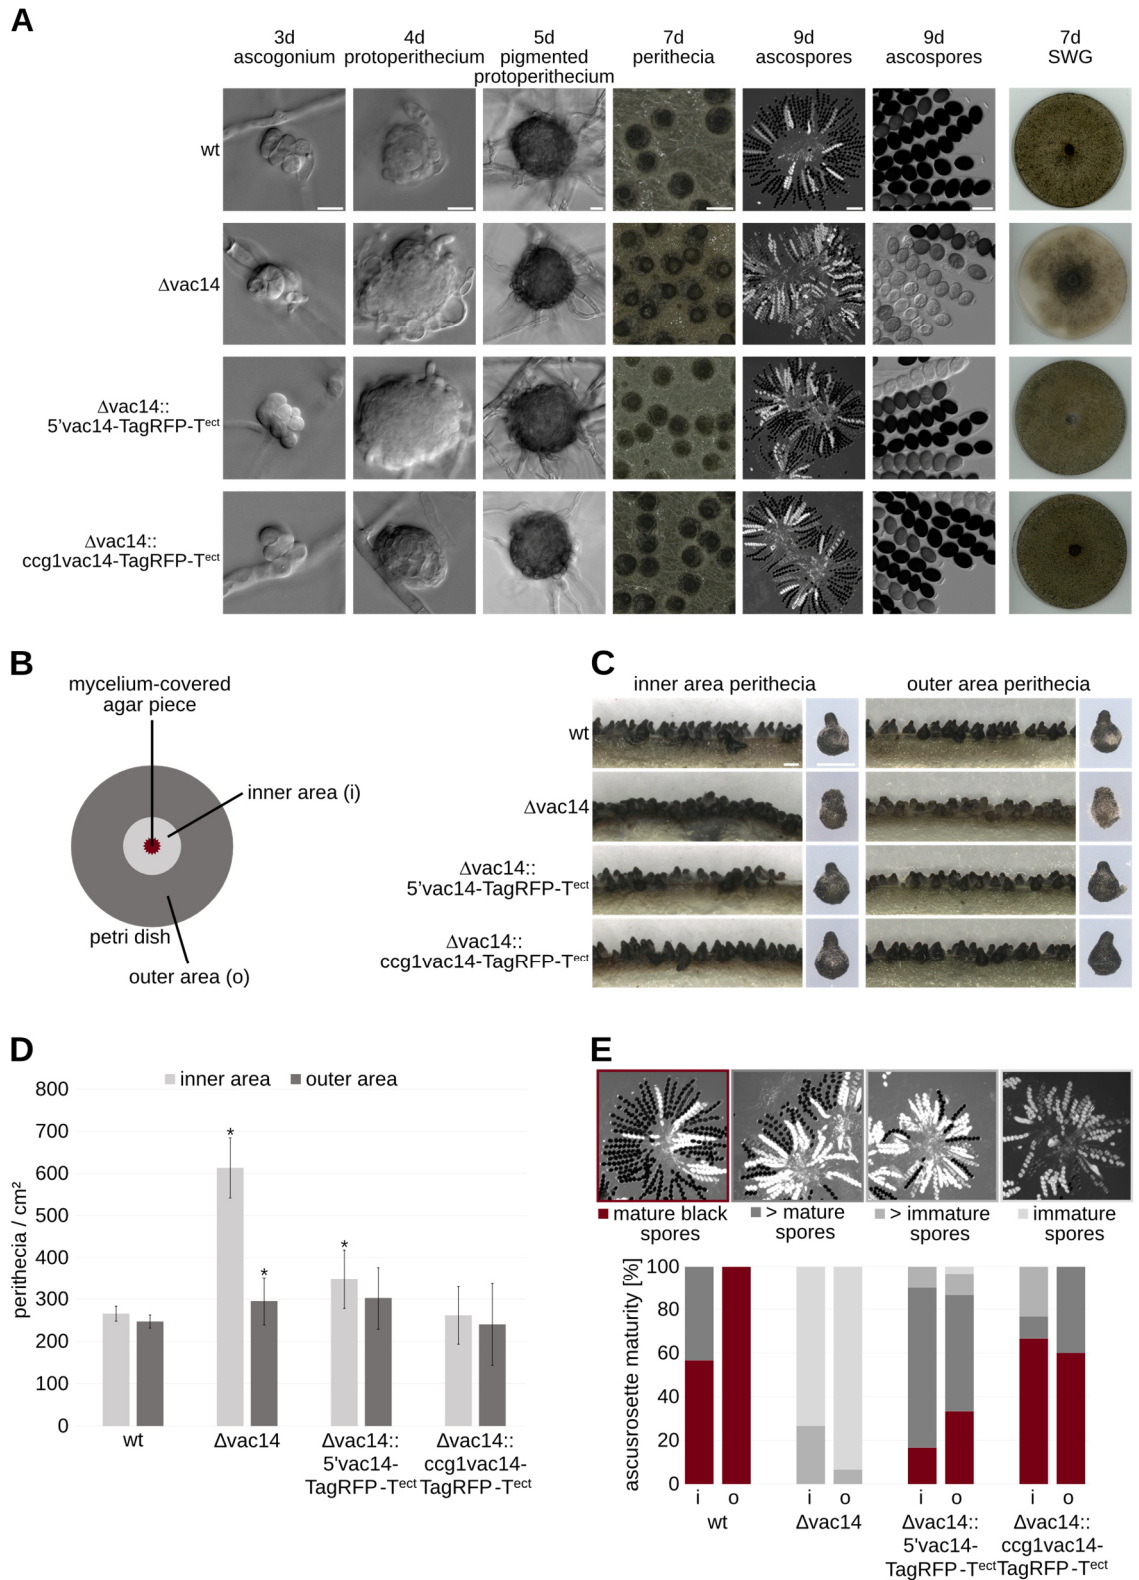 A
3d
ascogonium
4d
protoperithecium
5d
pigmented
protoperithecium
7d
perithecia
9d
ascospores
9d
ascospores
7d
SWG
wt
Δvac14
Δvac14::
5’vac14-TagRFP-Tᵉᶜᵗ
Δvac14::
ccg1vac14-TagRFP-Tᵉᶜᵗ
B
mycelium-covered
agar piece
inner area (i)
petri dish
outer area (o)
C
inner area perithecia
outer area perithecia
wt
Δvac14
Δvac14::
5'vac14-TagRFP-Tᵉᶜᵗ
Δvac14::
ccg1vac14-TagRFP-Tᵉᶜᵗ
D
inner area
outer area
perithecia / cm²
800
700
600
500
400
300
200
100
0
*
*
*
wt
Δvac14
Δvac14::
5'vac14-
TagRFP-Tᵉᶜᵗ
Δvac14::
ccg1vac14-
TagRFP-Tᵉᶜᵗ
E
mature black
spores
> mature
spores
> immature
spores
immature
spores
ascusrosette maturity [%]
100
80
60
40
20
0
i o
i o
i o
i o
wt
Δvac14
Δvac14::
5'vac14-
TagRFP-Tᵉᶜᵗ
Δvac14::
ccg1vac14-
TagRFP-Tᵉᶜᵗ